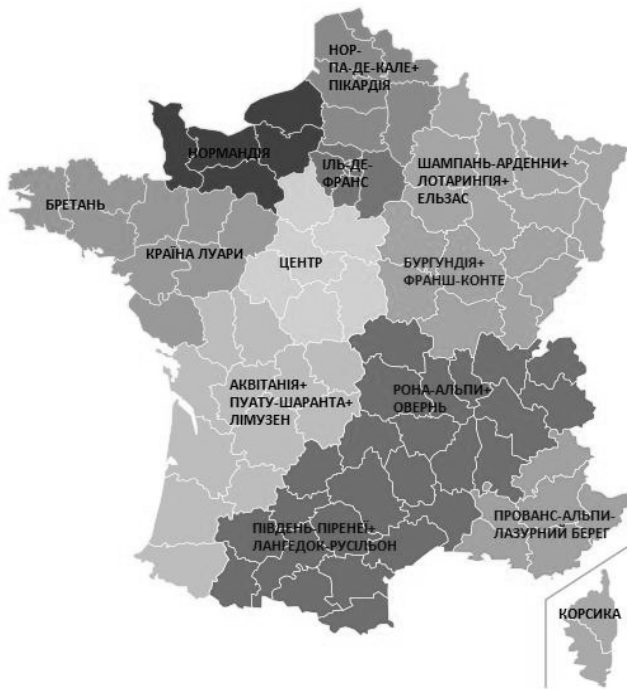 НОР-
ПА-ДЕ-КАЛЕ+
ПІКАРДІЯ
НОРМАНДІЯ
ІЛЬ-ДЕ-
ФРАНС
ШАМПАНЬ-АРДЕННИ+
ЛОТАРИНГІЯ+
ЕЛЬЗАС
БРЕТАНЬ
КРАЇНА ЛУАРИ
ЦЕНТР
БУРГУНДІЯ+
ФРАНШ-КОНТЕ
АКВІТАНІЯ+
ПУАТУ-ШАРАНТА+
ЛІМУЗЕН
РОНА-АЛЬПИ+
ОВЕРНЬ
ПІВДЕНЬ-ПІРЕНЕЇ+
ЛАНГЕДОК-РУСІЛЬОН
ПРОВАНС-АЛЬПИ-
ЛАЗУРНИЙ БЕРЕГ
КОРСИКА